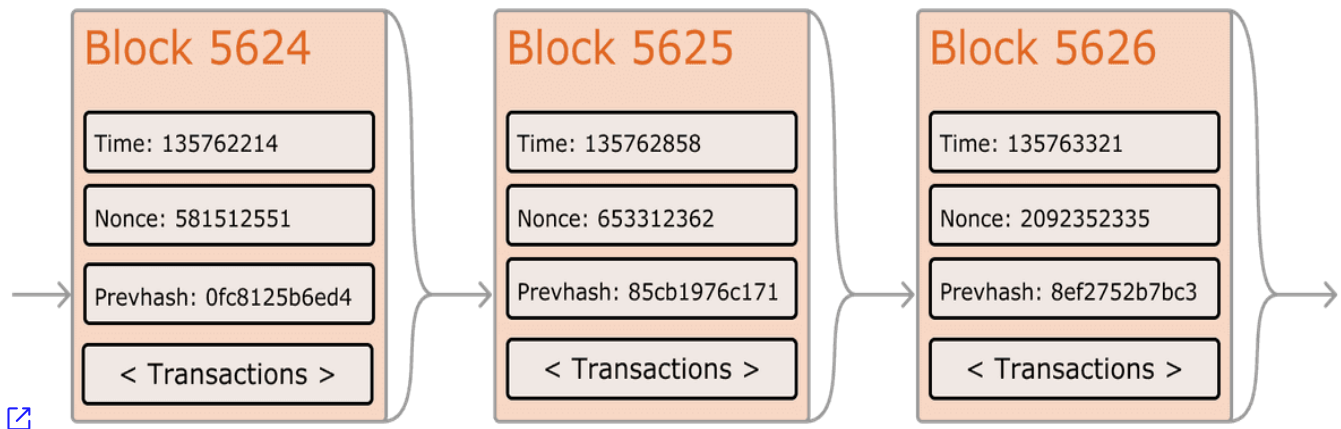 Block 5624
Time: 135762214
Nonce: 581512551
Prevhash: 0fc8125b6ed4
< Transactions >
Block 5625
Time: 135762858
Nonce: 653312362
Prevhash: 85cb1976c171
< Transactions >
Block 5626
Time: 135763321
Nonce: 2092352335
Prevhash: 8ef2752b7bc3
< Transactions >